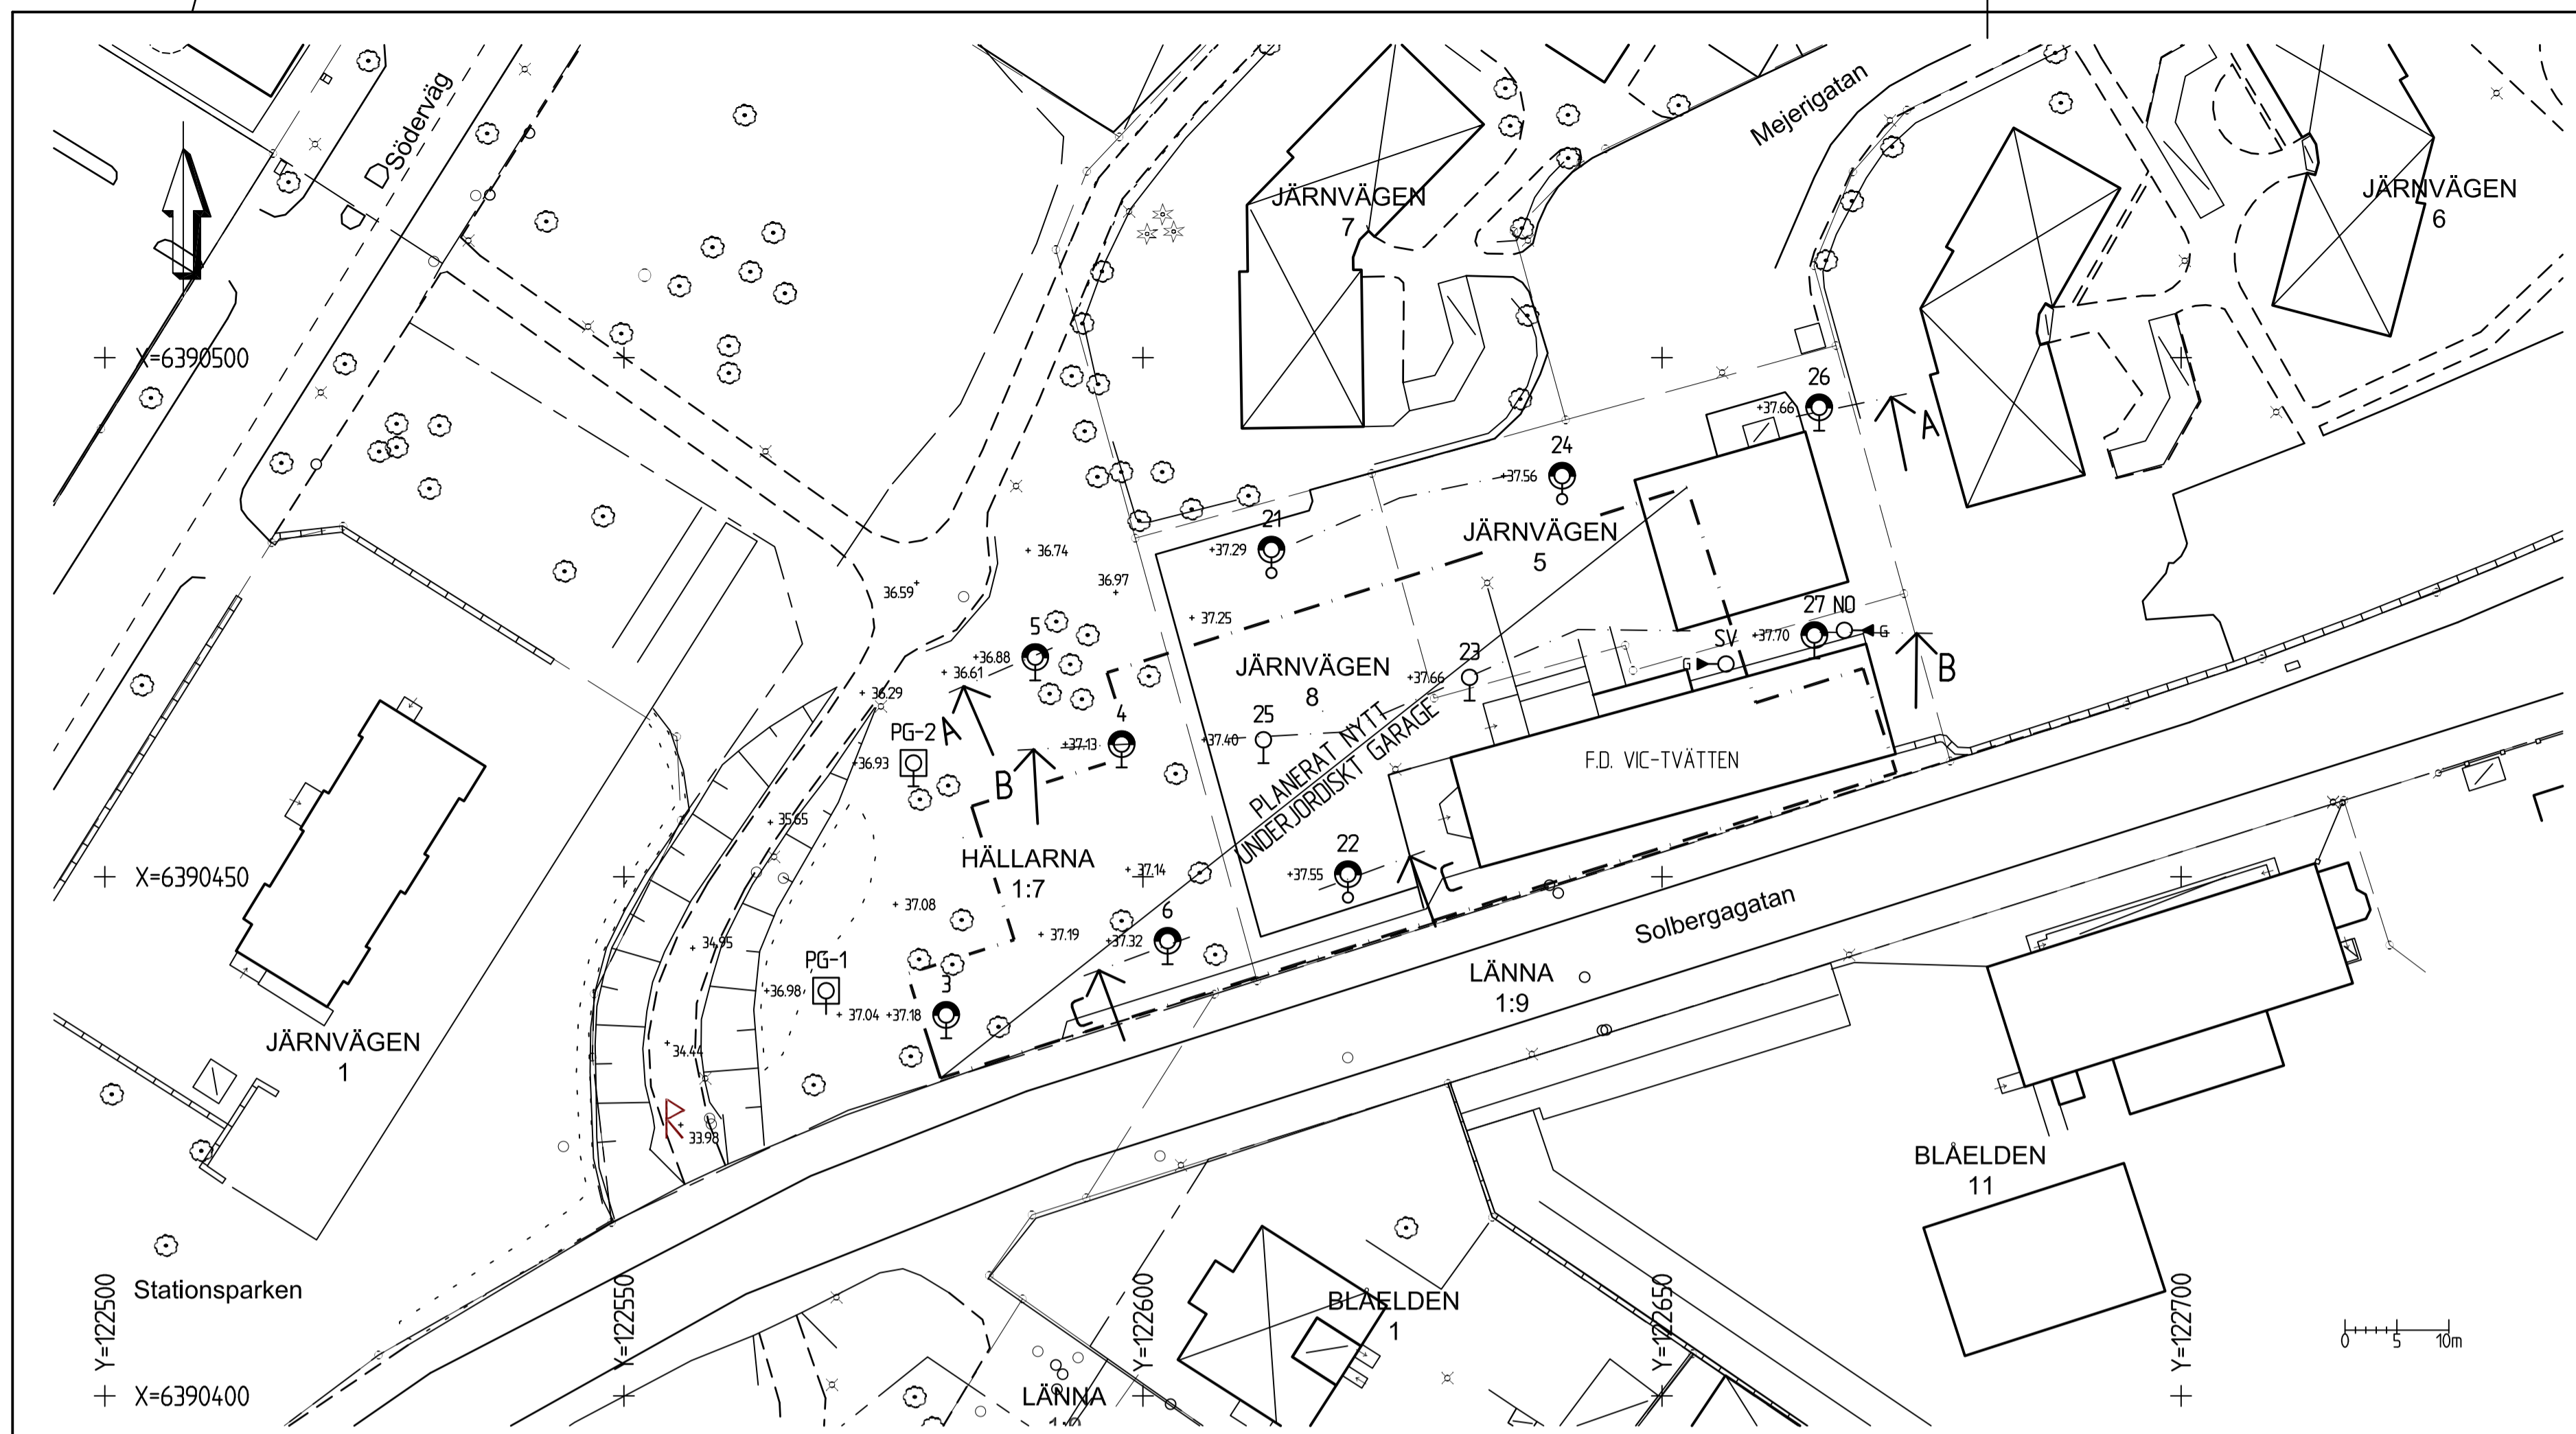 Söderväg
Mejerigatan
JÄRNVÄGEN
7
JÄRNVÄGEN
6
X=6390500
26
+37.66
A
24
+37.56
21
+37.29
JÄRNVÄGEN
5
+ 36.74
36.97
+
36.59+
+ 37.25
5
+36.88
+ 36.61
+ 36.29
27 NO
+37.70
G
SV
G
B
JÄRNVÄGEN
8
23
+37.66
4
+37.13
25
+37.40
PG-2
+36.93
A
B
PLANERAT NYTT
UNDERJORDISKT GARAGE
F.D. VIC-TVÄTTEN
+ 35.65
HÄLLARNA
1:7
+ 37.14
22
+37.55
C
X=6390450
+ 37.08
6
+37.32
+ 37.19
+ 34.95
Solbergagatan
PG-1
+36.98
3
+ 37.04 +37.18
C
LÄNNA
1:9
JÄRNVÄGEN
1
+ 34.44
R
+ 33.98
BLÅELDEN
11
Stationsparken
BLÅELDEN
1
Y=122500
Y=122550
Y=122600
Y=122650
Y=122700
0 5 10m
X=6390400
LÄNNA